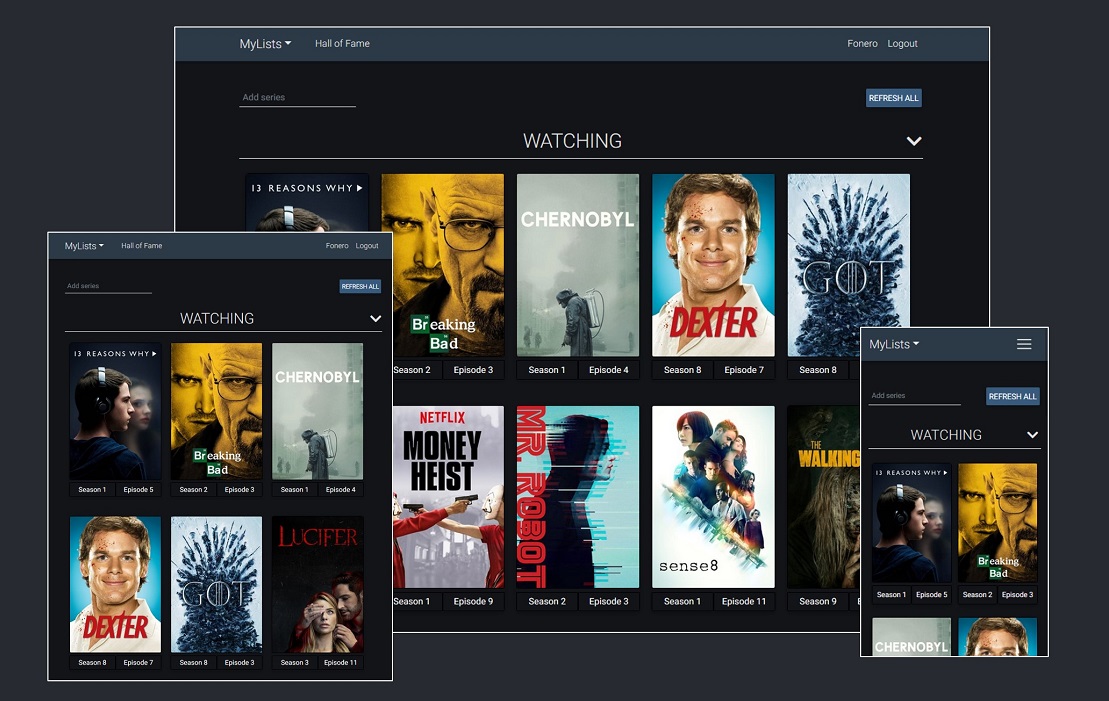 MyLists Hall of Fame Fonero Logout
Add series REFRESH ALL
WATCHING
13 REASONS WHY
CHERNOBYL
GOT
Breaking
Bad
DEXTER
Season 2 Episode 3 Season 1 Episode 4 Season 8 Episode 7 Season 8
NETFLIX
MONEY
HEIST
MR. ROBOT
THE
WALKING
sense8
Season 1 Episode 9 Season 2 Episode 3 Season 1 Episode 11 Season 9 E
MyLists Hall of Fame Fonero Logout
Add series REFRESH ALL
WATCHING
13 REASONS WHY
CHERNOBYL
Breaking
Bad
Season 1 Episode 5 Season 2 Episode 3 Season 1 Episode 4
LUCIFER
GOT
DEXTER
Season 8 Episode 7 Season 8 Episode 3 Season 3 Episode 11
MyLists
Add series REFRESH ALL
WATCHING
13 REASONS WHY
Breaking
Bad
Season 1 Episode 5 Season 2 Episode 3
CHERNOBYL